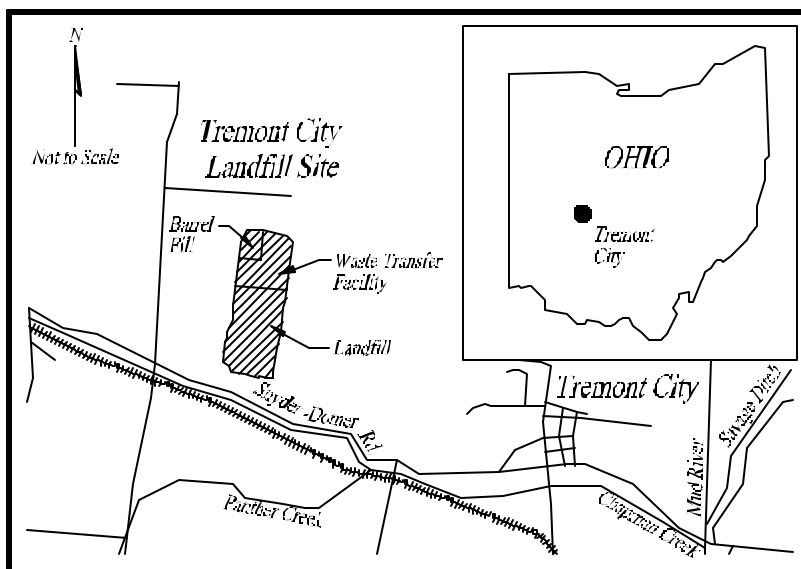 N
Not to Scale
Tremont City
Landfill Site
Barrel
Fill
Waste Transfer
Facility
Landfill
OHIO
Tremont
City
Snyder-Domer Rd
Tremont City
Panther Creek
Chapman Creek
Mud River
Savage Ditch